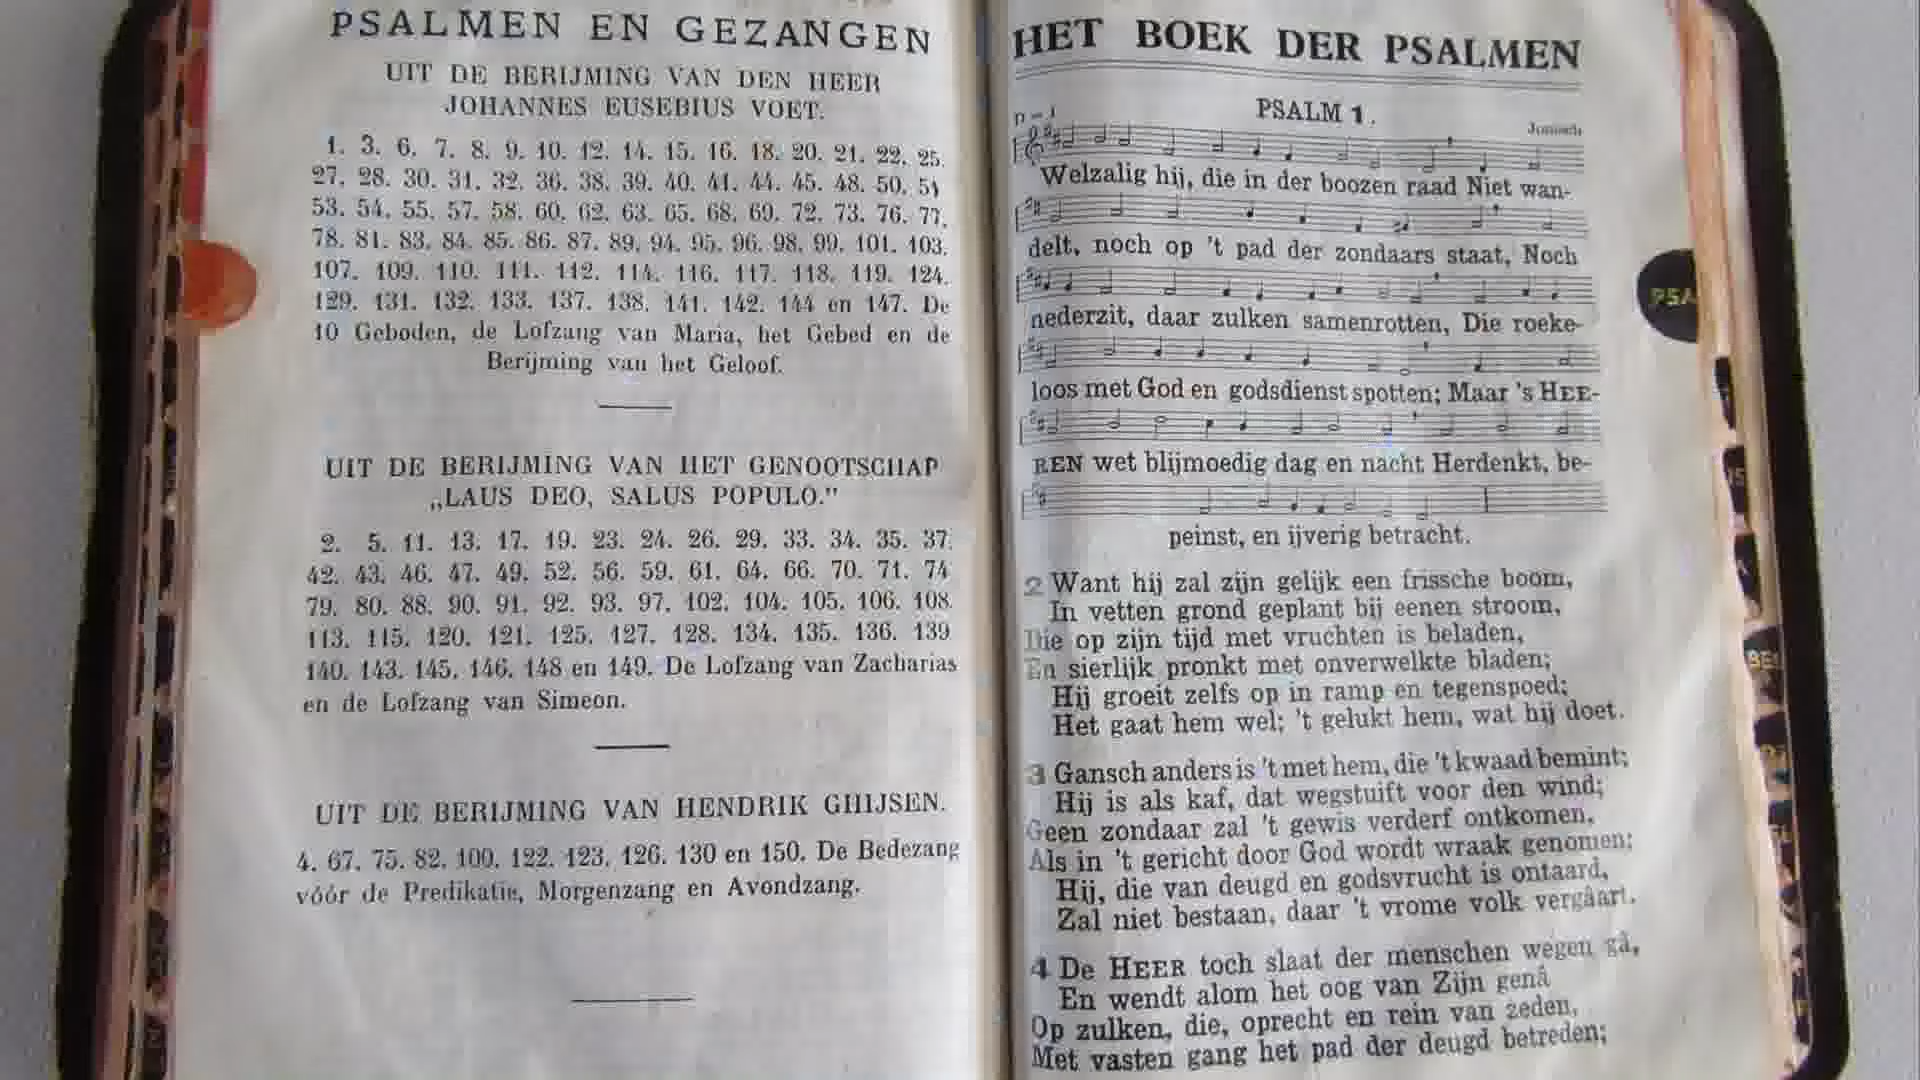 PSALMEN EN GEZANGEN
UIT DE BERIJMING VAN DEN HEER
JOHANNES EUSEBIUS VOET.
1. 3. 6. 7. 8. 9. 10. 12. 14. 15. 16. 18. 20. 21. 22. 25.
27. 28. 30. 31. 32. 36. 38. 39. 40. 41. 44. 45. 48. 50. 51
53. 54. 55. 57. 58. 60. 62. 63. 65. 68. 69. 72. 73. 76. 77.
78. 81. 83. 84. 85. 86. 87. 89. 94. 95. 96. 98. 99. 101. 103.
107. 109. 110. 111. 112. 114. 116. 117. 118. 119. 124.
129. 131. 132. 133. 137. 138. 141. 142. 144 en 147. De
10 Geboden, de Lofzang van Maria, het Gebed en de
Berijming van het Geloof.
UIT DE BERIJMING VAN HET GENOOTSCHAP
„LAUS DEO, SALUS POPULO."
2. 5. 11. 13. 17. 19. 23. 24. 26. 29. 33. 34. 35. 37.
42. 43. 46. 47. 49. 52. 56. 59. 61. 64. 66. 70. 71. 74
79. 80. 88. 90. 91. 92. 93. 97. 102. 104. 105. 106. 108.
113. 115. 120. 121. 125. 127. 128. 134. 135. 136. 139
140. 143. 145. 146. 148 en 149. De Lofzang van Zacharias
en de Lofzang van Simeon.
UIT DE BERIJMING VAN HENDRIK GHIJSEN.
4. 67. 75. 82. 100. 122. 123. 126. 130 en 150. De Bedezang
vóór de Predikatie, Morgenzang en Avondzang.
HET BOEK DER PSALMEN
PSALM 1.
Jonisch
Welzalig hij, die in der boozen raad Niet wan-
delt, noch op 't pad der zondaars staat, Noch
nederzit, daar zulken samenrotten, Die roeke-
loos met God en godsdienst spotten; Maar 's HEE-
REN wet blijmoedig dag en nacht Herdenkt, be-
peinst, en ijverig betracht.
2 Want hij zal zijn gelijk een frissche boom,
In vetten grond geplant bij eenen stroom,
Die op zijn tijd met vruchten is beladen,
En sierlijk pronkt met onverwelkte bladen;
Hij groeit zelfs op in ramp en tegenspoed;
Het gaat hem wel; 't gelukt hem, wat hij doet.
3 Gansch anders is 't met hem, die 't kwaad bemint;
Hij is als kaf, dat wegstuift voor den wind;
Geen zondaar zal 't gewis verderf ontkomen,
Als in 't gericht door God wordt wraak genomen;
Hij, die van deugd en godsvrucht is ontaard,
Zal niet bestaan, daar 't vrome volk vergâart.
4 De HEER toch slaat der menschen wegen gâ,
En wendt alom het oog van Zijn genâ
Op zulken, die, oprecht en rein van zeden,
Met vasten gang het pad der deugd betreden;
PSA